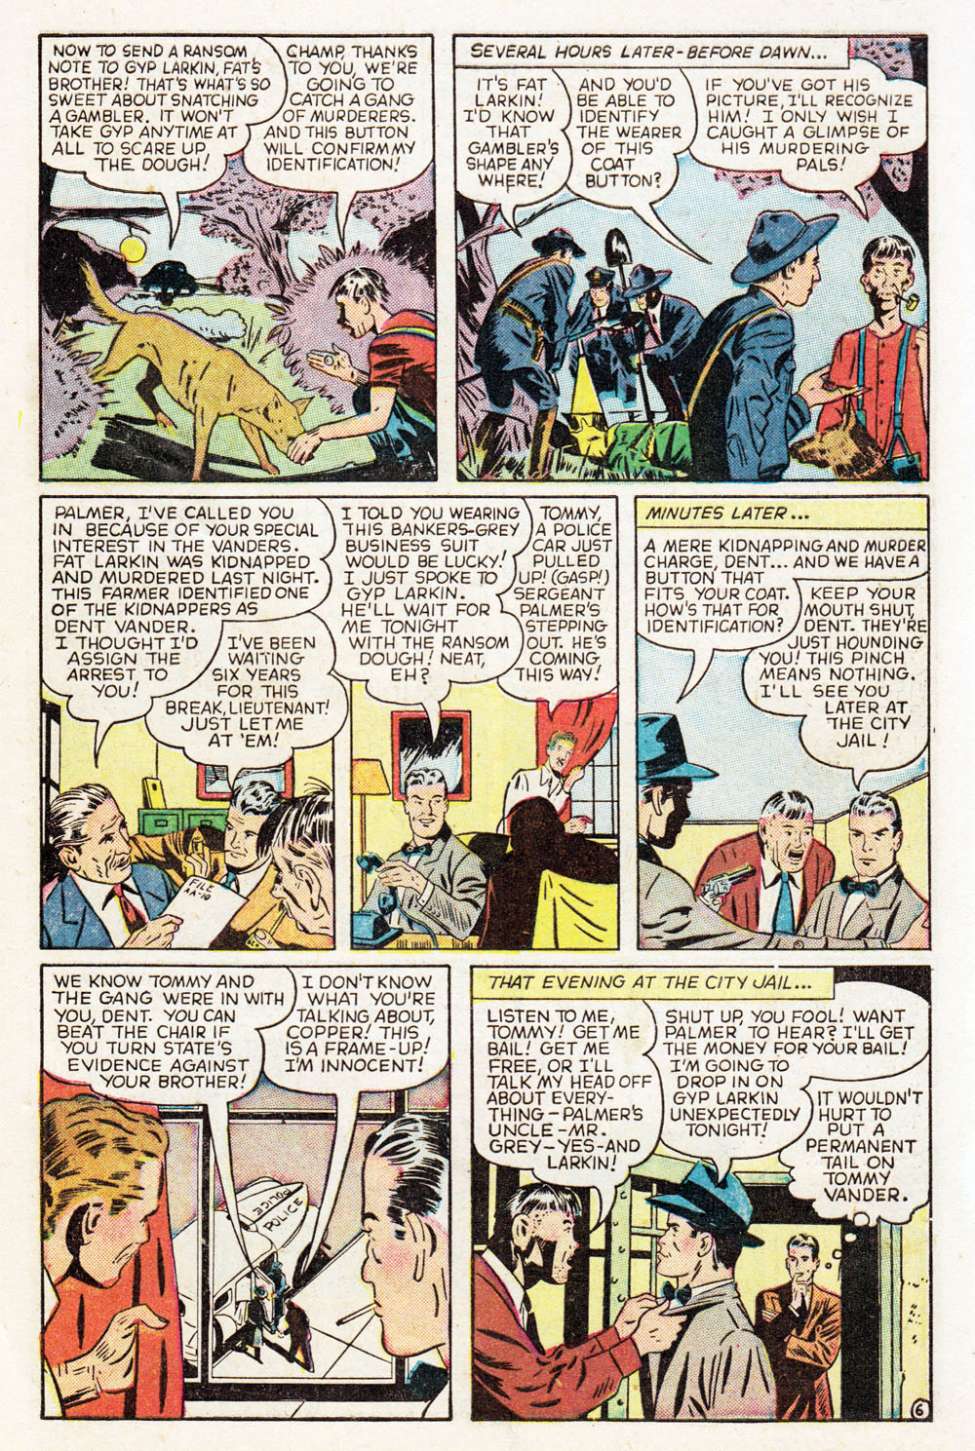 NOW TO SEND A RANSOM
NOTE TO GYP LARKIN, FAT'S
BROTHER! THAT'S WHAT'S SO
SWEET ABOUT SNATCHING
A GAMBLER. IT WON'T
TAKE GYP ANYTIME AT
ALL TO SCARE UP
THE DOUGH!
CHAMP, THANKS
TO YOU, WE'RE
GOING TO
CATCH A GANG
OF MURDERERS.
AND THIS BUTTON
WILL CONFIRM MY
IDENTIFICATION!
SEVERAL HOURS LATER-BEFORE DAWN...
IT'S FAT
LARKIN!
I'D KNOW
THAT
GAMBLER'S
SHAPE ANY
WHERE!
AND YOU'D
BE ABLE TO
IDENTIFY
THE WEARER
OF THIS
COAT
BUTTON?
IF YOU'VE GOT HIS
PICTURE, I'LL RECOGNIZE
HIM! I ONLY WISH I
CAUGHT A GLIMPSE OF
HIS MURDERING
PALS!
PALMER, I'VE CALLED YOU
IN BECAUSE OF YOUR SPECIAL
INTEREST IN THE VANDERS.
FAT LARKIN WAS KIDNAPPED
AND MURDERED LAST NIGHT.
THIS FARMER IDENTIFIED ONE
OF THE KIDNAPPERS AS
DENT VANDER.
I THOUGHT I'D
ASSIGN THE
ARREST TO
YOU!
I'VE BEEN
WAITING
SIX YEARS
FOR THIS
BREAK, LIEUTENANT!
JUST LET ME
AT 'EM!
FILE
AA-10
I TOLD YOU WEARING
THIS BANKERS-GREY
BUSINESS SUIT
WOULD BE LUCKY!
I JUST SPOKE TO
GYP LARKIN.
HE'LL WAIT FOR
ME TONIGHT
WITH THE RANSOM
DOUGH! NEAT,
EH?
TOMMY,
A POLICE
CAR JUST
PULLED
UP! (GASP!)
SERGEANT
PALMER'S
STEPPING
OUT. HE'S
COMING
THIS WAY!
MINUTES LATER...
A MERE KIDNAPPING AND MURDER
CHARGE, DENT... AND WE HAVE A
BUTTON THAT
FITS YOUR COAT.
HOW'S THAT FOR
IDENTIFICATION?
KEEP YOUR
MOUTH SHUT,
DENT. THEY'RE
JUST HOUNDING
YOU! THIS PINCH
MEANS NOTHING.
I'LL SEE YOU
LATER AT
THE CITY
JAIL!
WE KNOW TOMMY AND
THE GANG WERE IN WITH
YOU, DENT. YOU CAN
BEAT THE CHAIR IF
YOU TURN STATE'S
EVIDENCE AGAINST
YOUR BROTHER!
I DON'T KNOW
WHAT YOU'RE
TALKING ABOUT,
COPPER! THIS
IS A FRAME-UP!
I'M INNOCENT!
POLICE
POLICE
THAT EVENING AT THE CITY JAIL...
LISTEN TO ME,
TOMMY! GET ME
BAIL! GET ME
FREE, OR I'LL
TALK MY HEAD OFF
ABOUT EVERY-
THING-PALMER'S
UNCLE-MR.
GREY-YES-AND
LARKIN!
SHUT UP, YOU FOOL! WANT
PALMER TO HEAR? I'LL GET
THE MONEY FOR YOUR BAIL!
I'M GOING TO
DROP IN ON
GYP LARKIN
UNEXPECTEDLY
TONIGHT!
IT WOULDN'T
HURT TO
PUT A
PERMANENT
TAIL ON
TOMMY
VANDER.
6